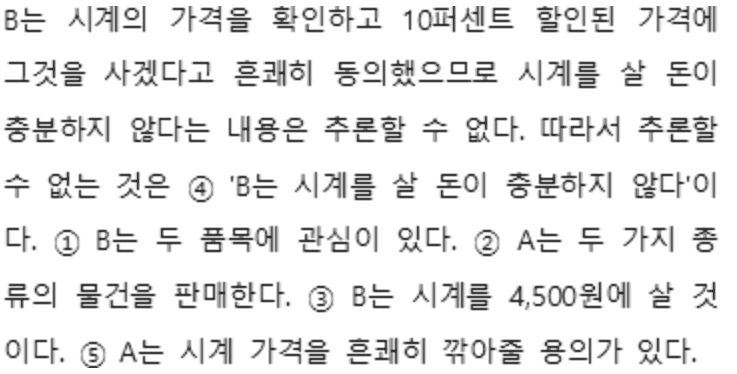 B는 시계의 가격을 확인하고 10퍼센트 할인된 가격에
그것을 사겠다고 흔쾌히 동의했으므로 시계를 살 돈이
충분하지 않다는 내용은 추론할 수 없다. 따라서 추론할
수 없는 것은 ④ 'B는 시계를 살 돈이 충분하지 않다'이
다. ① B는 두 품목에 관심이 있다. ② A는 두 가지 종
류의 물건을 판매한다. ③ B는 시계를 4,500원에 살 것
이다. ⑤ A는 시계 가격을 흔쾌히 깎아줄 용의가 있다.